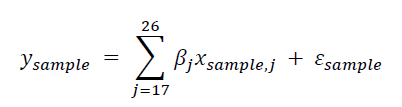 y_sample = ∑_{j=17}^{26} β_j x_{sample,j} + ε_sample